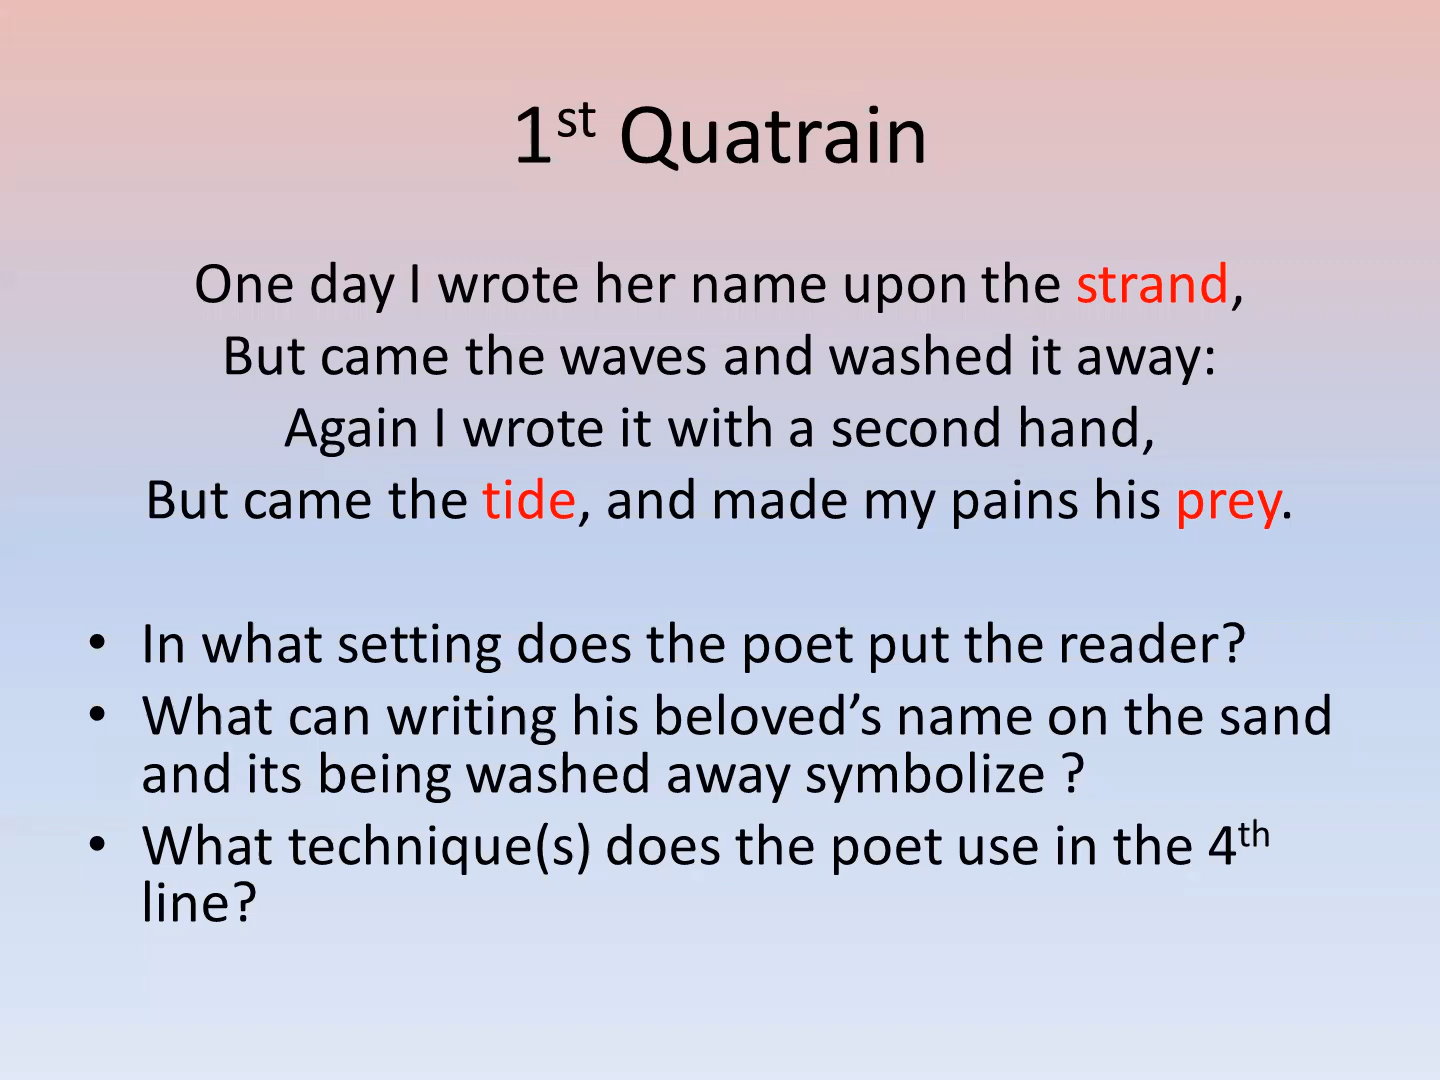 1st Quatrain
One day I wrote her name upon the strand,
But came the waves and washed it away:
Again I wrote it with a second hand,
But came the tide, and made my pains his prey.
• In what setting does the poet put the reader?
• What can writing his beloved’s name on the sand
and its being washed away symbolize ?
• What technique(s) does the poet use in the 4th
line?